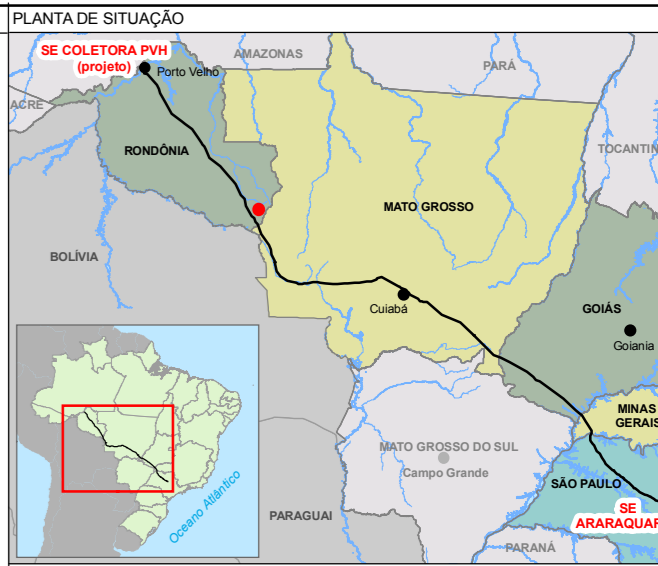 PLANTA DE SITUAÇÃO
SE COLETORA PVH
(projeto)
Porto Velho
AMAZONAS
PARÁ
ACRE
TOCANTIN
RONDÔNIA
MATO GROSSO
BOLÍVIA
Cuiabá
GOIÁS
Goiania
MINAS
GERAIS
MATO GROSSO DO SUL
Campo Grande
SÃO PAULO
SE
ARARAQUAR
PARAGUAI
PARANÁ
Oceano Atlântico